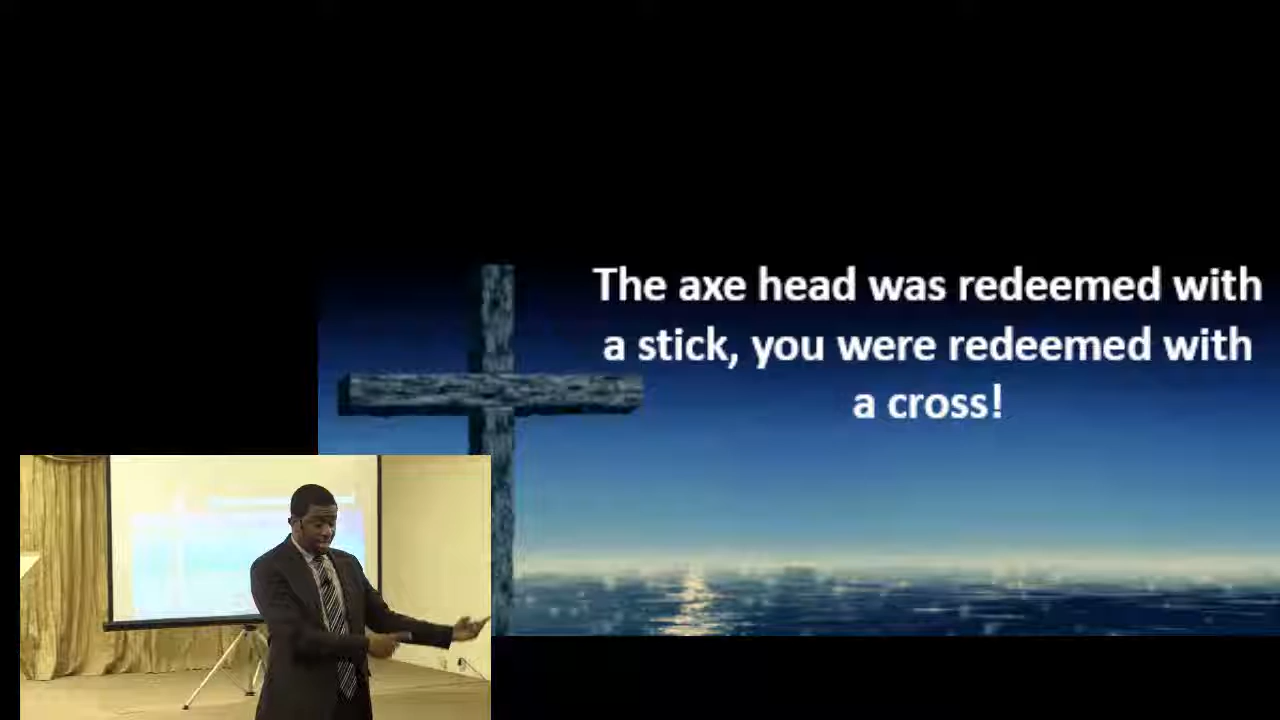 The axe head was redeemed with
a stick, you were redeemed with
a cross!